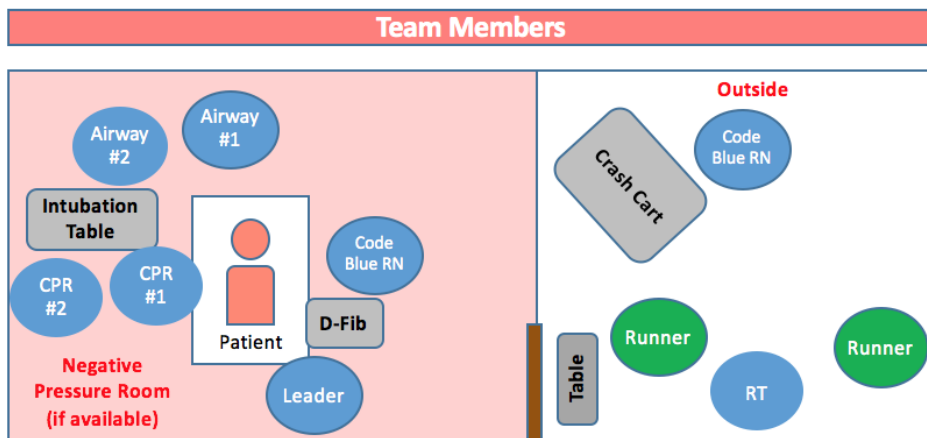 Team Members
Outside
Airway
#2
Airway
#1
Code
Blue RN
Crash Cart
Intubation
Table
Code
Blue RN
CPR
#2
CPR
#1
D-Fib
Patient
Negative
Pressure Room
(if available)
Leader
Table
Runner
RT
Runner